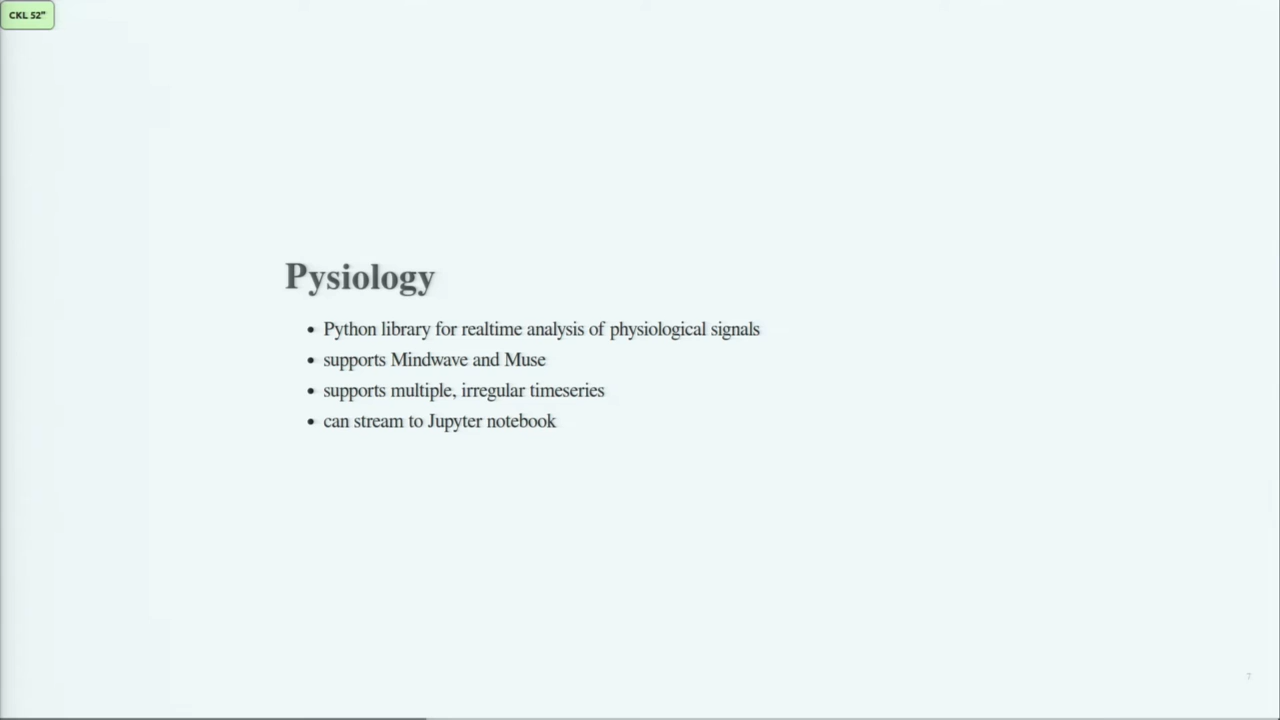 CKL 52"
Pysiology
• Python library for realtime analysis of physiological signals
• supports Mindwave and Muse
• supports multiple, irregular timeseries
• can stream to Jupyter notebook
7